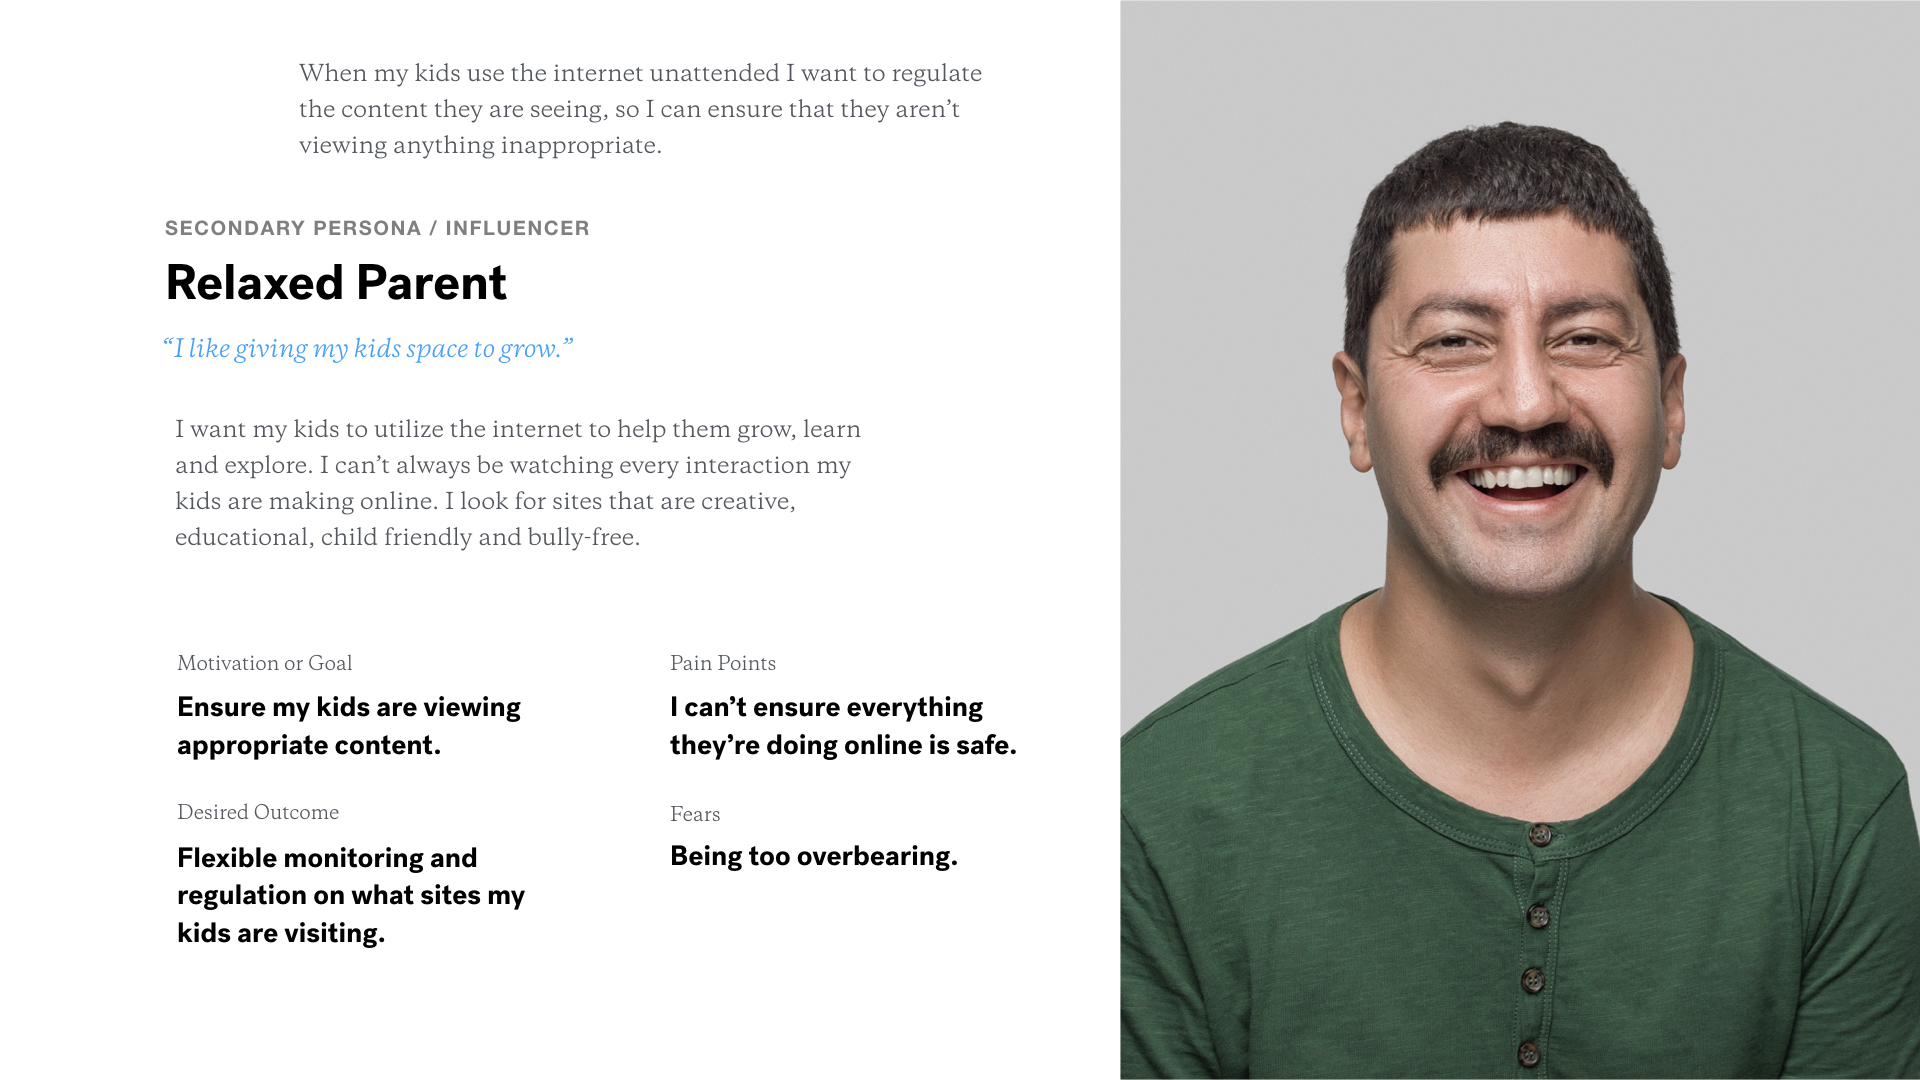 When my kids use the internet unattended I want to regulate
the content they are seeing, so I can ensure that they aren’t
viewing anything inappropriate.
SECONDARY PERSONA / INFLUENCER
Relaxed Parent
“I like giving my kids space to grow.”
I want my kids to utilize the internet to help them grow, learn
and explore. I can’t always be watching every interaction my
kids are making online. I look for sites that are creative,
educational, child friendly and bully-free.
Motivation or Goal
Ensure my kids are viewing
appropriate content.
Pain Points
I can’t ensure everything
they’re doing online is safe.
Desired Outcome
Flexible monitoring and
regulation on what sites my
kids are visiting.
Fears
Being too overbearing.